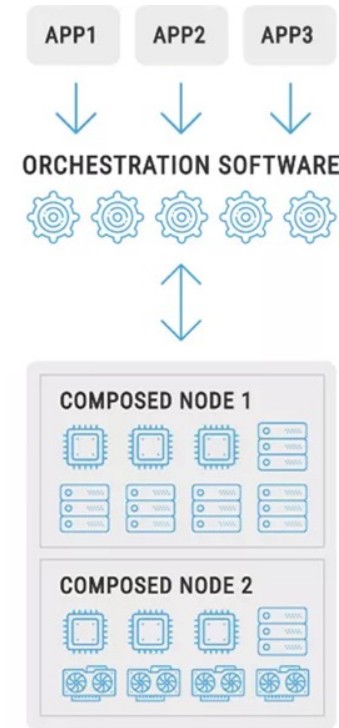 APP1 APP2 APP3
ORCHESTRATION SOFTWARE
COMPOSED NODE 1
COMPOSED NODE 2